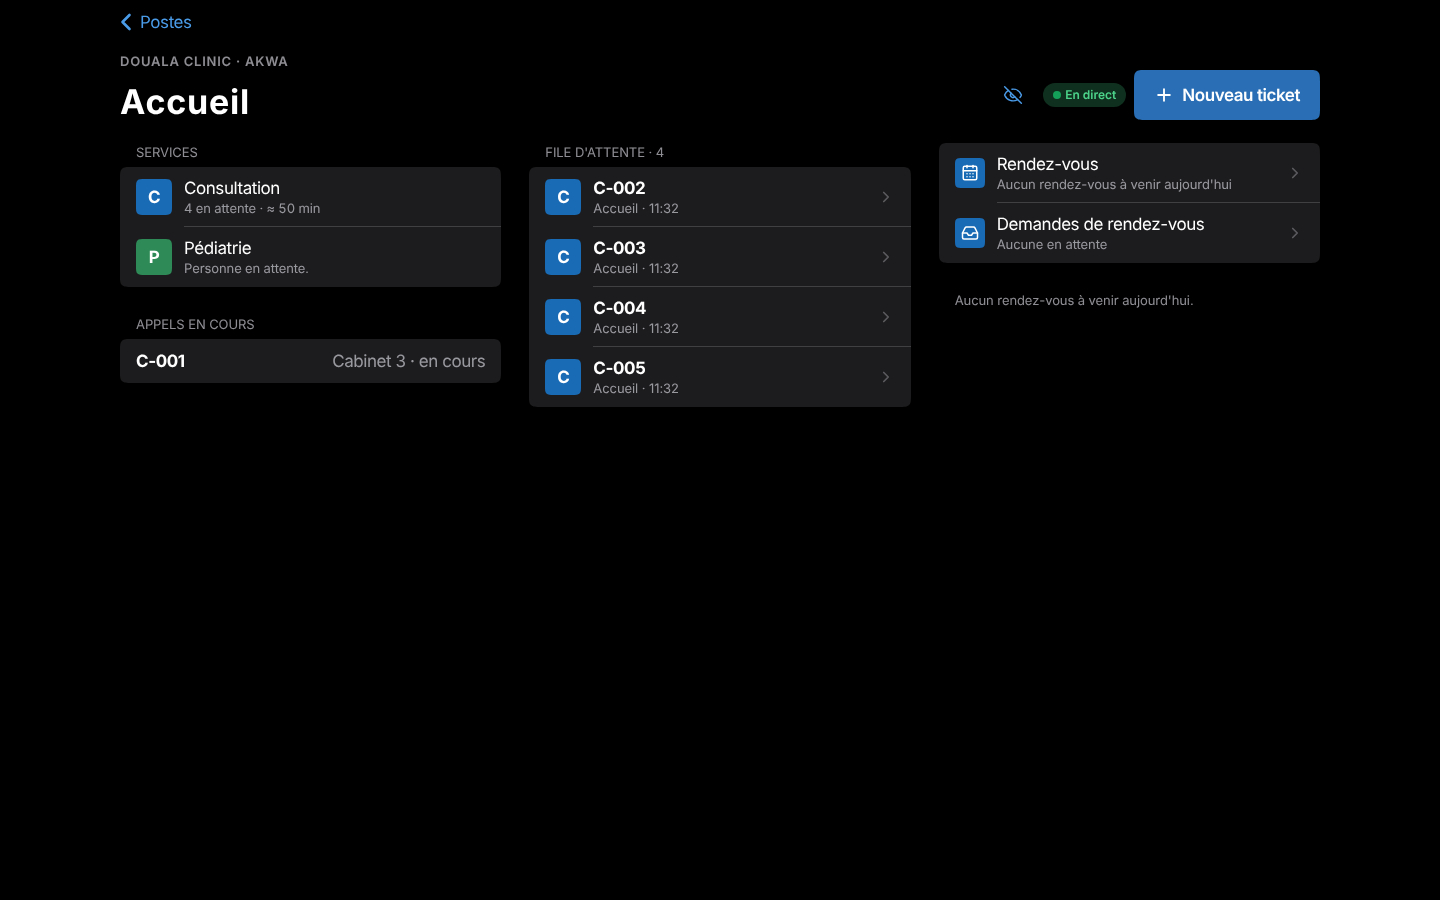 Postes
DOUALA CLINIC · AKWA
Accueil
En direct
Nouveau ticket
SERVICES
C
Consultation
4 en attente · ≈ 50 min
P
Pédiatrie
Personne en attente.
APPELS EN COURS
C-001
Cabinet 3 · en cours
FILE D'ATTENTE · 4
C
C-002
Accueil · 11:32
C
C-003
Accueil · 11:32
C
C-004
Accueil · 11:32
C
C-005
Accueil · 11:32
Rendez-vous
Aucun rendez-vous à venir aujourd'hui
Demandes de rendez-vous
Aucune en attente
Aucun rendez-vous à venir aujourd'hui.